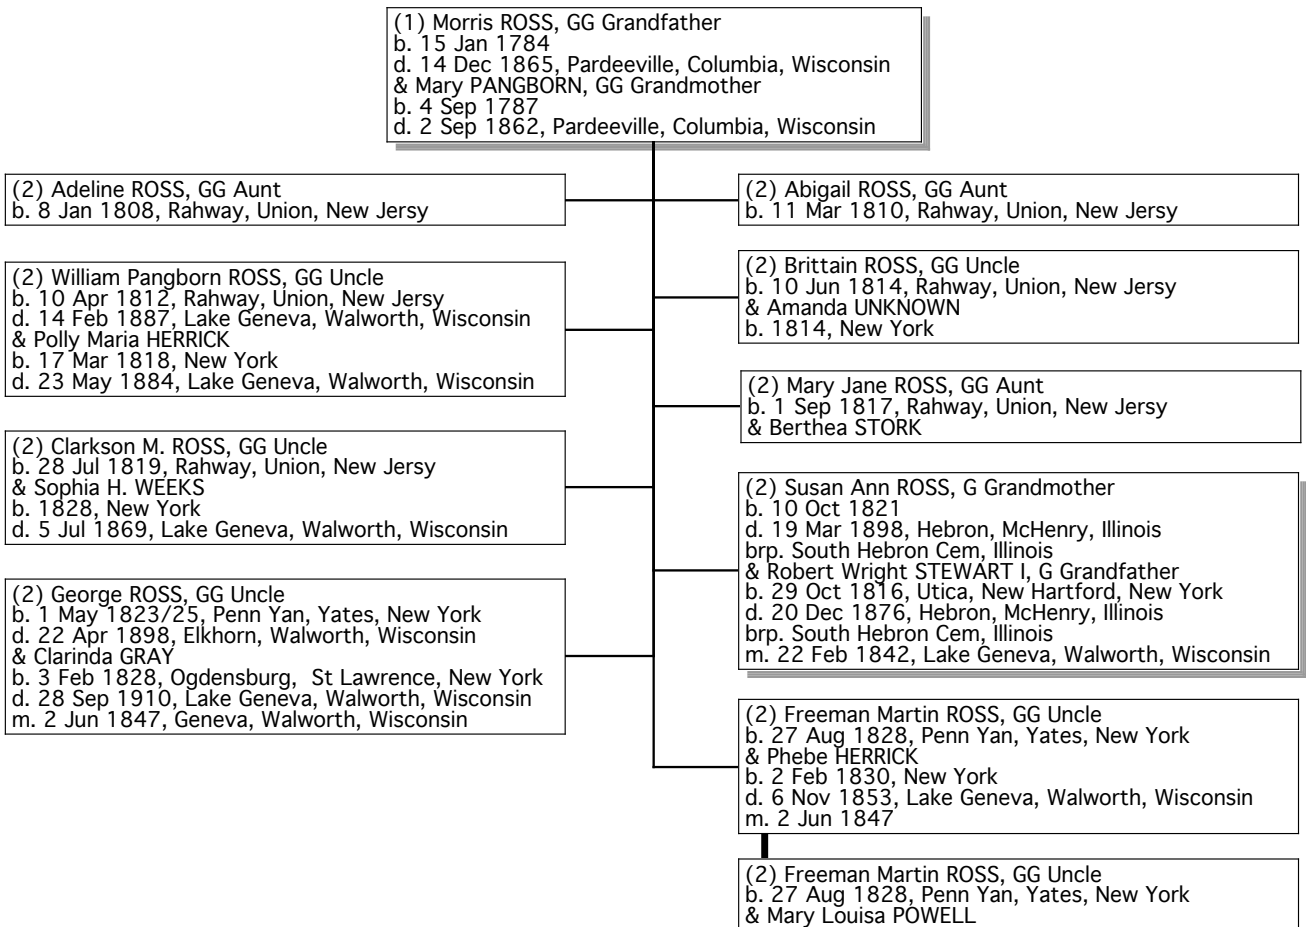 (1) Morris ROSS, GG Grandfather
b. 15 Jan 1784
d. 14 Dec 1865, Pardeeville, Columbia, Wisconsin
& Mary PANGBORN, GG Grandmother
b. 4 Sep 1787
d. 2 Sep 1862, Pardeeville, Columbia, Wisconsin
(2) Adeline ROSS, GG Aunt
b. 8 Jan 1808, Rahway, Union, New Jersy
(2) Abigail ROSS, GG Aunt
b. 11 Mar 1810, Rahway, Union, New Jersy
(2) William Pangborn ROSS, GG Uncle
b. 10 Apr 1812, Rahway, Union, New Jersy
d. 14 Feb 1887, Lake Geneva, Walworth, Wisconsin
& Polly Maria HERRICK
b. 17 Mar 1818, New York
d. 23 May 1884, Lake Geneva, Walworth, Wisconsin
(2) Brittain ROSS, GG Uncle
b. 10 Jun 1814, Rahway, Union, New Jersy
& Amanda UNKNOWN
b. 1814, New York
(2) Mary Jane ROSS, GG Aunt
b. 1 Sep 1817, Rahway, Union, New Jersy
& Berthea STORK
(2) Clarkson M. ROSS, GG Uncle
b. 28 Jul 1819, Rahway, Union, New Jersy
& Sophia H. WEEKS
b. 1828, New York
d. 5 Jul 1869, Lake Geneva, Walworth, Wisconsin
(2) Susan Ann ROSS, G Grandmother
b. 10 Oct 1821
d. 19 Mar 1898, Hebron, McHenry, Illinois
brp. South Hebron Cem, Illinois
& Robert Wright STEWART I, G Grandfather
b. 29 Oct 1816, Utica, New Hartford, New York
d. 20 Dec 1876, Hebron, McHenry, Illinois
brp. South Hebron Cem, Illinois
m. 22 Feb 1842, Lake Geneva, Walworth, Wisconsin
(2) George ROSS, GG Uncle
b. 1 May 1823/25, Penn Yan, Yates, New York
d. 22 Apr 1898, Elkhorn, Walworth, Wisconsin
& Clarinda GRAY
b. 3 Feb 1828, Ogdensburg,  St Lawrence, New York
d. 28 Sep 1910, Lake Geneva, Walworth, Wisconsin
m. 2 Jun 1847, Geneva, Walworth, Wisconsin
(2) Freeman Martin ROSS, GG Uncle
b. 27 Aug 1828, Penn Yan, Yates, New York
& Phebe HERRICK
b. 2 Feb 1830, New York
d. 6 Nov 1853, Lake Geneva, Walworth, Wisconsin
m. 2 Jun 1847
(2) Freeman Martin ROSS, GG Uncle
b. 27 Aug 1828, Penn Yan, Yates, New York
& Mary Louisa POWELL